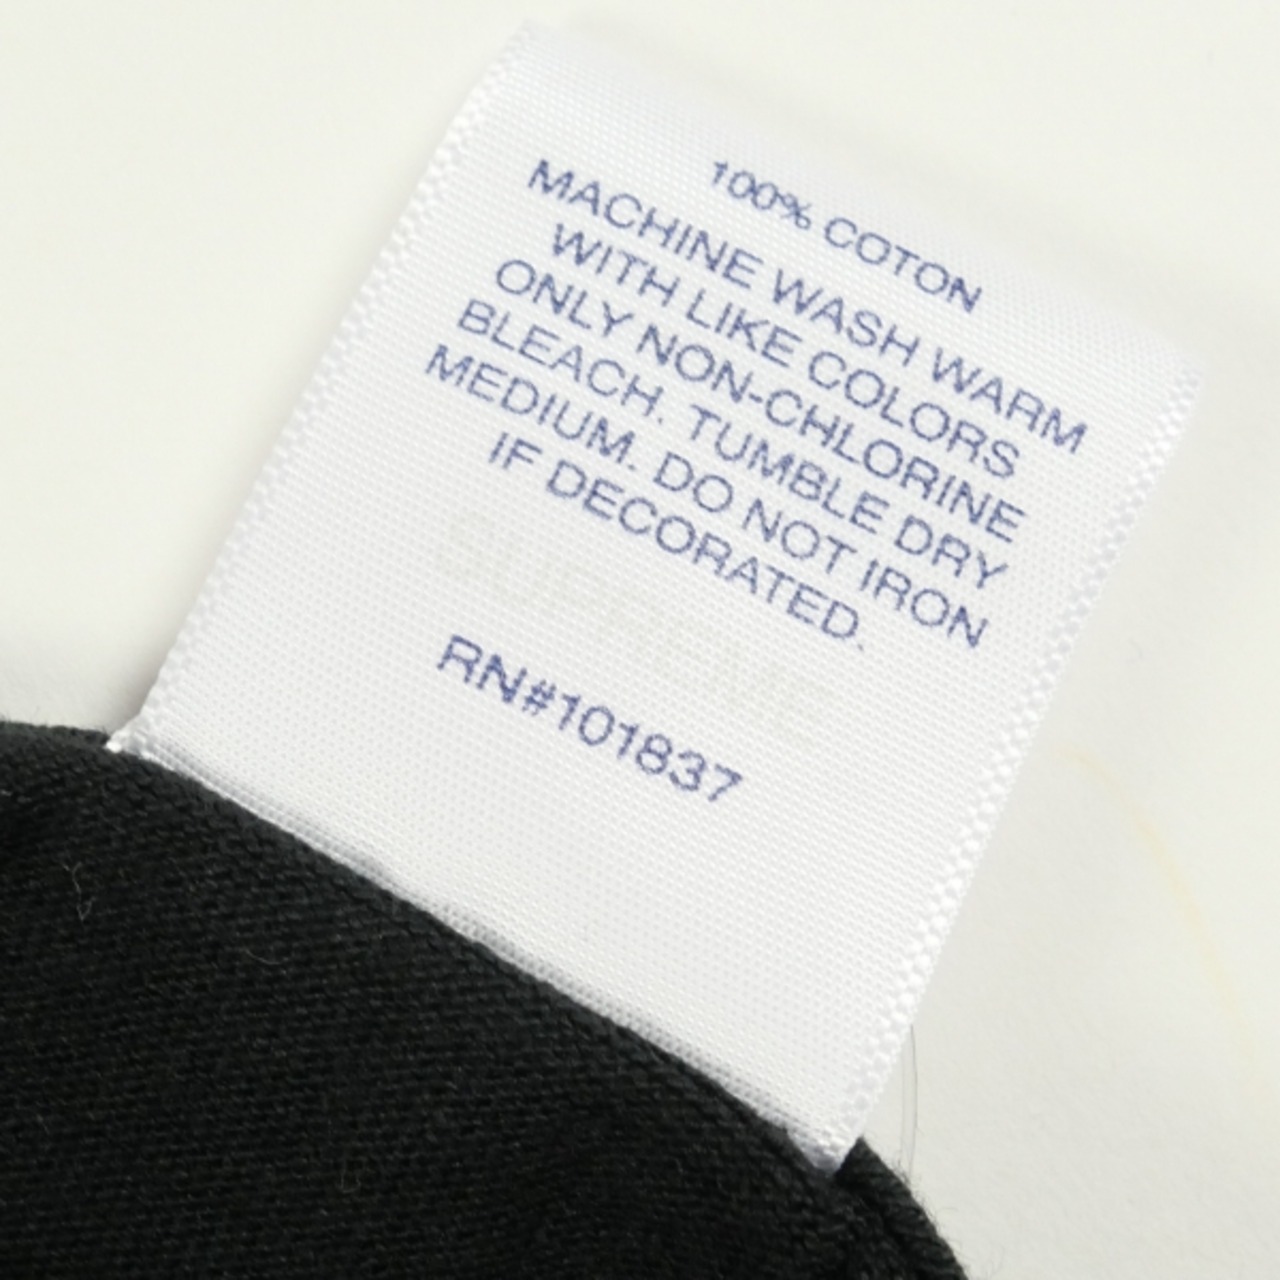 100% COTON
MACHINE WASH WARM
WITH LIKE COLORS
ONLY NON-CHLORINE
BLEACH. TUMBLE DRY
MEDIUM. DO NOT IRON
IF DECORATED.
RN#101837